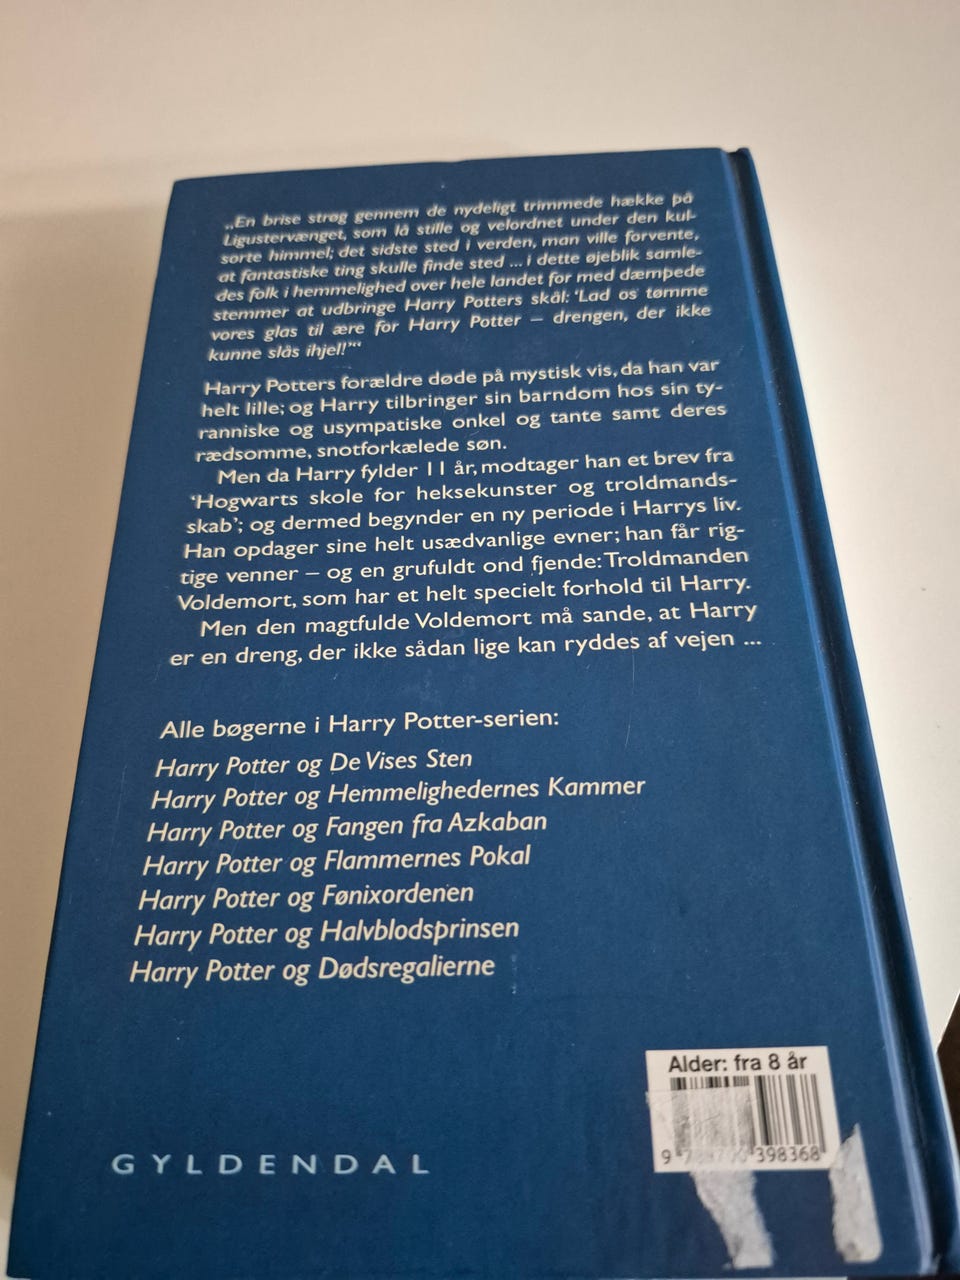 „En brise strøg gennem de nydeligt trimmede hække på
Ligustervænget, som lå stille og velordnet under den kul-
sorte himmel; det sidste sted i verden, man ville forvente,
at fantastiske ting skulle finde sted ... i dette øjeblik samle-
des folk i hemmelighed over hele landet for med dæmpede
stemmer at udbringe Harry Potters skål: 'Lad os tømme
vores glas til ære for Harry Potter – drengen, der ikke
kunne slås ihjel!'“
Harry Potters forældre døde på mystisk vis, da han var
helt lille; og Harry tilbringer sin barndom hos sin ty-
ranniske og usympatiske onkel og tante samt deres
rædsomme, snotforkælede søn.
Men da Harry fylder 11 år, modtager han et brev fra
'Hogwarts skole for heksekunster og troldmands-
skab'; og dermed begynder en ny periode i Harrys liv.
Han opdager sine helt usædvanlige evner; han får rig-
tige venner – og en grufuldt ond fjende: Troldmanden
Voldemort, som har et helt specielt forhold til Harry.
Men den magtfulde Voldemort må sande, at Harry
er en dreng, der ikke sådan lige kan ryddes af vejen ...
Alle bøgerne i Harry Potter-serien:
Harry Potter og De Vises Sten
Harry Potter og Hemmelighedernes Kammer
Harry Potter og Fangen fra Azkaban
Harry Potter og Flammernes Pokal
Harry Potter og Fønixordenen
Harry Potter og Halvblodsprinsen
Harry Potter og Dødsregalierne
Alder: fra 8 år
9 398368
GYLDENDAL